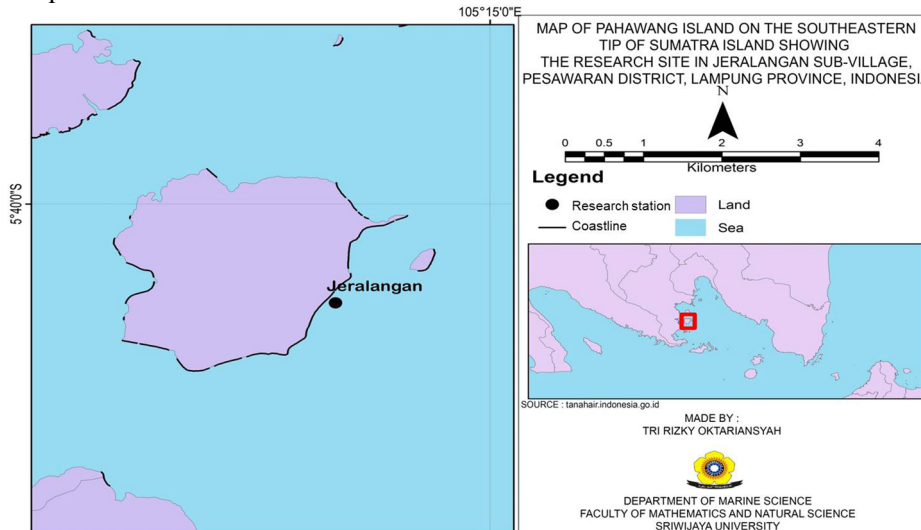 105°15'0"E
5°40'0"S
Jeralangan
MAP OF PAHAWANG ISLAND ON THE SOUTHEASTERN
TIP OF SUMATRA ISLAND SHOWING
THE RESEARCH SITE IN JERALANGAN SUB-VILLAGE,
PESAWARAN DISTRICT, LAMPUNG PROVINCE, INDONESI
N
0 0.5 1 2 3 4
Kilometers
Legend
Research station
Land
Coastline
Sea
SOURCE : tanahair.indonesia.go.id
MADE BY :
TRI RIZKY OKTARIANSYAH
DEPARTMENT OF MARINE SCIENCE
FACULTY OF MATHEMATICS AND NATURAL SCIENCE
SRIWIJAYA UNIVERSITY